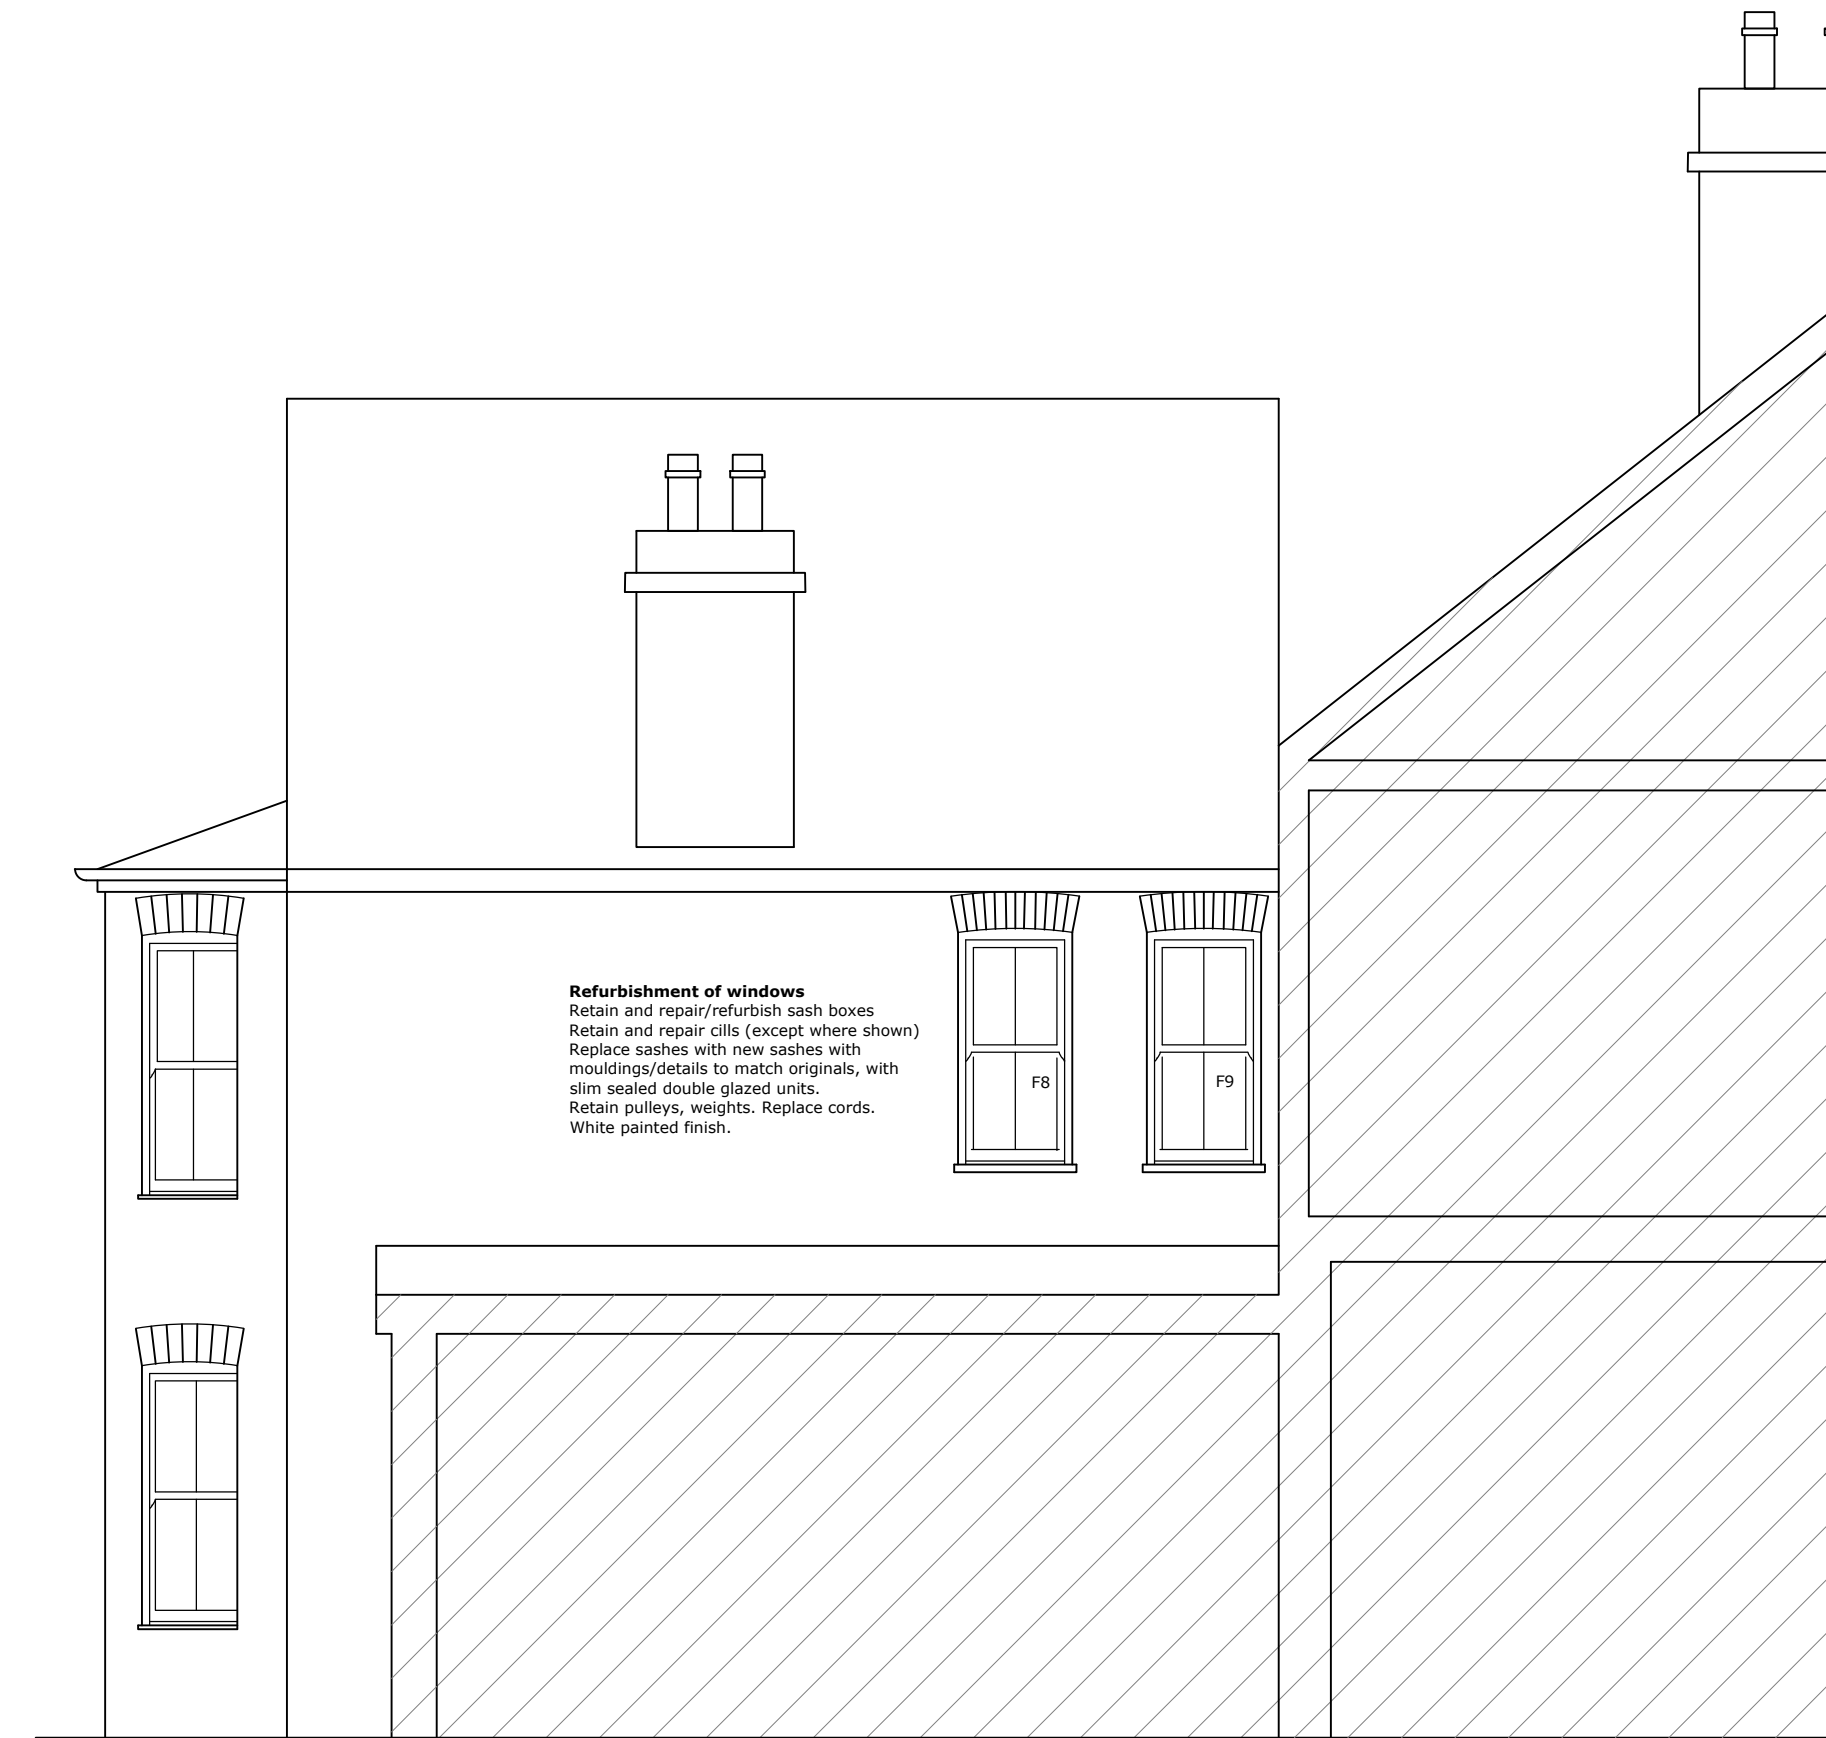 Refurbishment of windows
Retain and repair/refurbish sash boxes
Retain and repair cills (except where shown)
Replace sashes with new sashes with
mouldings/details to match originals, with
slim sealed double glazed units.
Retain pulleys, weights. Replace cords.
White painted finish.
F8
F9